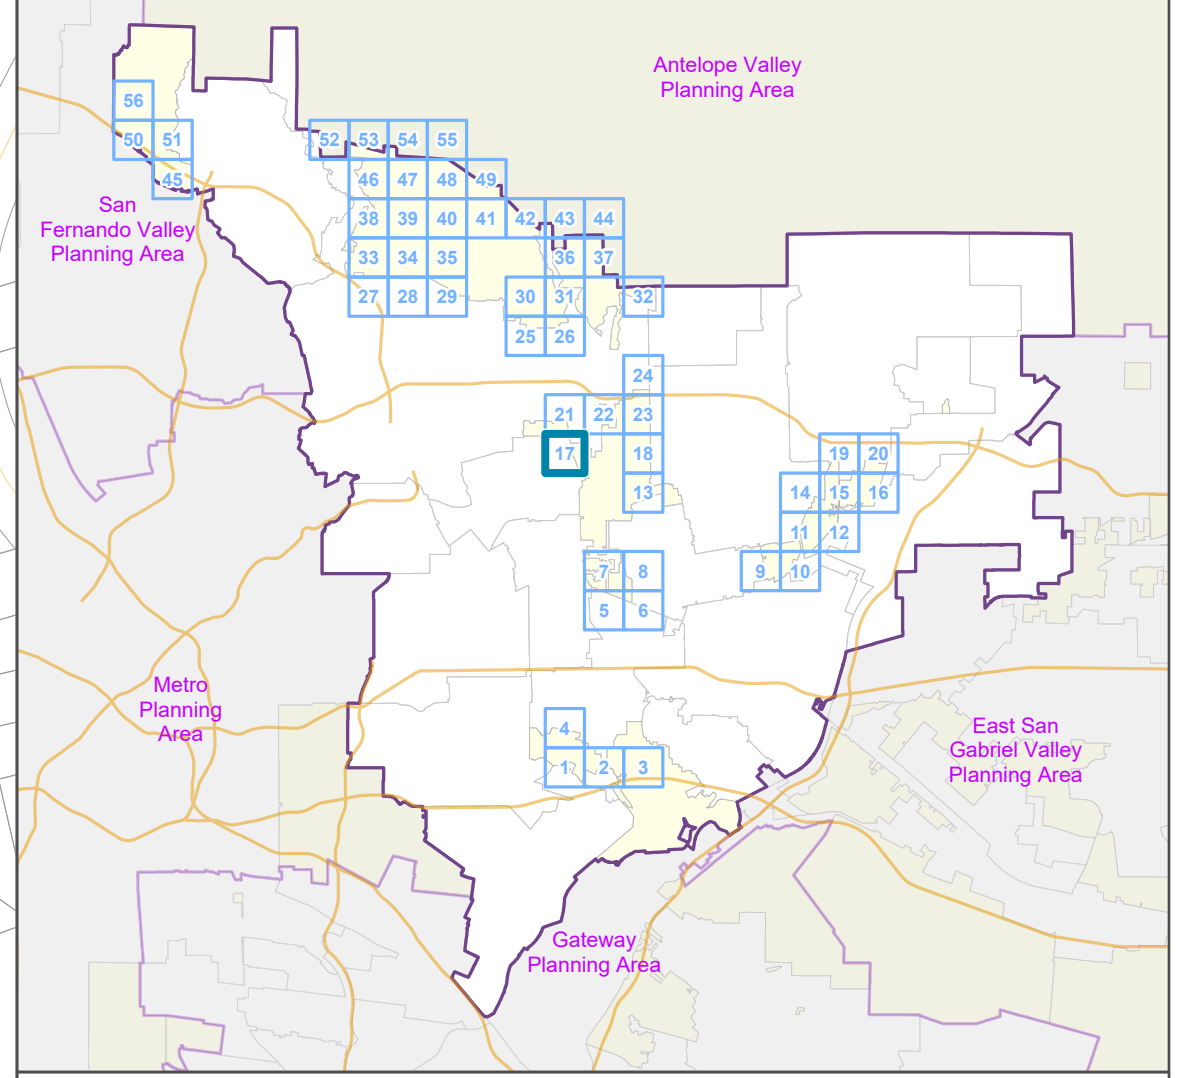 Antelope Valley
Planning Area
56
50 51
52 53 54 55
45
46 47 48 49
San
Fernando Valley
Planning Area
38 39 40 41 42 43 44
33 34 35 36 37
27 28 29 30 31 32
25 26
24
21 22 23
17 18 19 20
13 14 15 16
11 12
7 8 9 10
5 6
Metro
Planning
Area
4
East San
Gabriel Valley
Planning Area
1 2 3
Gateway
Planning Area